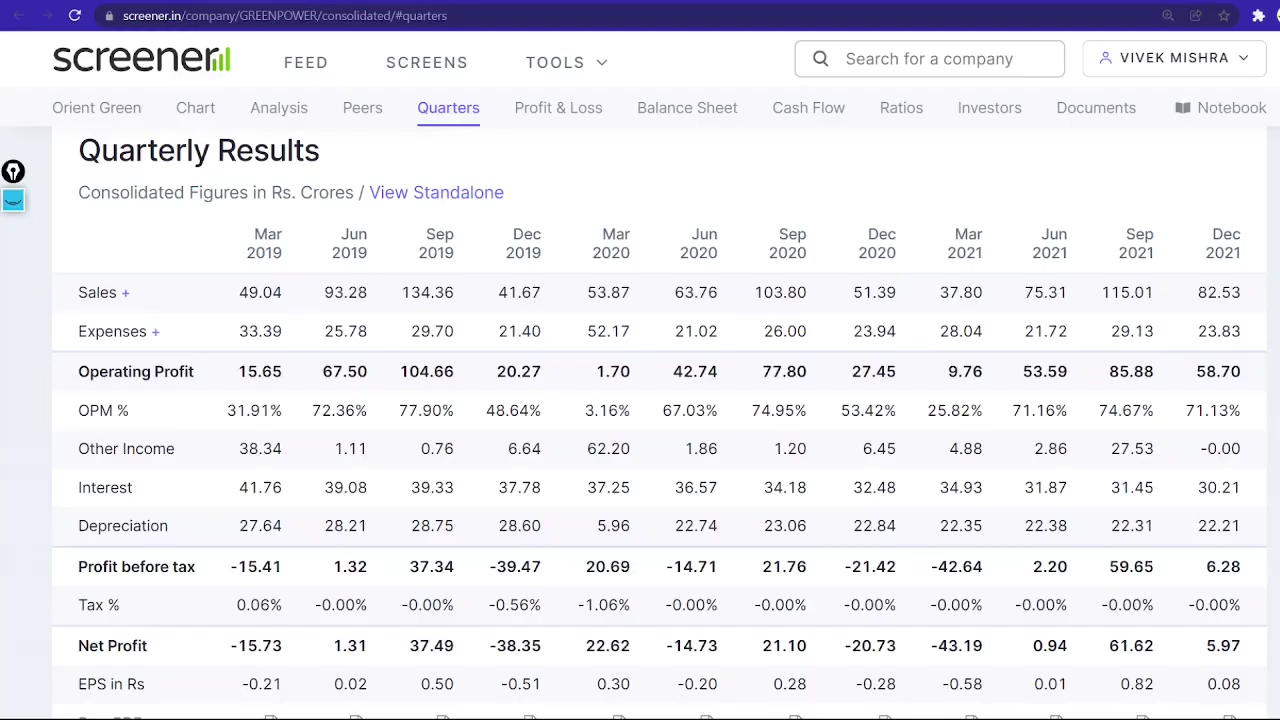 screener.in/company/GREENPOWER/consolidated/#quarters
screener FEED SCREENS TOOLS Search for a company VIVEK MISHRA
Orient Green Chart Analysis Peers Quarters Profit & Loss Balance Sheet Cash Flow Ratios Investors Documents Notebook
Quarterly Results
Consolidated Figures in Rs. Crores / View Standalone
Mar Jun Sep Dec Mar Jun Sep Dec Mar Jun Sep Dec
2019 2019 2019 2019 2020 2020 2020 2020 2021 2021 2021 2021
Sales + 49.04 93.28 134.36 41.67 53.87 63.76 103.80 51.39 37.80 75.31 115.01 82.53
Expenses + 33.39 25.78 29.70 21.40 52.17 21.02 26.00 23.94 28.04 21.72 29.13 23.83
Operating Profit 15.65 67.50 104.66 20.27 1.70 42.74 77.80 27.45 9.76 53.59 85.88 58.70
OPM % 31.91% 72.36% 77.90% 48.64% 3.16% 67.03% 74.95% 53.42% 25.82% 71.16% 74.67% 71.13%
Other Income 38.34 1.11 0.76 6.64 62.20 1.86 1.20 6.45 4.88 2.86 27.53 -0.00
Interest 41.76 39.08 39.33 37.78 37.25 36.57 34.18 32.48 34.93 31.87 31.45 30.21
Depreciation 27.64 28.21 28.75 28.60 5.96 22.74 23.06 22.84 22.35 22.38 22.31 22.21
Profit before tax -15.41 1.32 37.34 -39.47 20.69 -14.71 21.76 -21.42 -42.64 2.20 59.65 6.28
Tax % 0.06% -0.00% -0.00% -0.56% -1.06% -0.00% -0.00% -0.00% -0.00% -0.00% -0.00% -0.00%
Net Profit -15.73 1.31 37.49 -38.35 22.62 -14.73 21.10 -20.73 -43.19 0.94 61.62 5.97
EPS in Rs -0.21 0.02 0.50 -0.51 0.30 -0.20 0.28 -0.28 -0.58 0.01 0.82 0.08